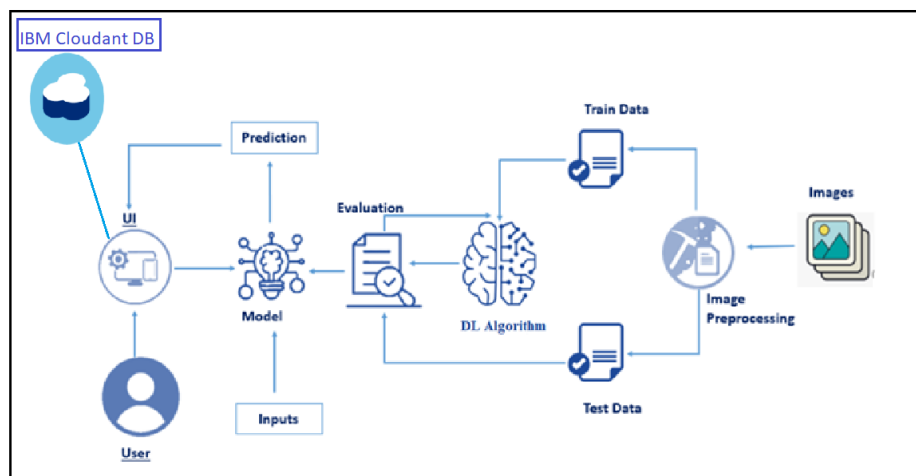 IBM Cloudant DB
Train Data
Prediction
Images
Evaluation
UI
Model
DL Algorithm
Image
Preprocessing
Inputs
Test Data
User